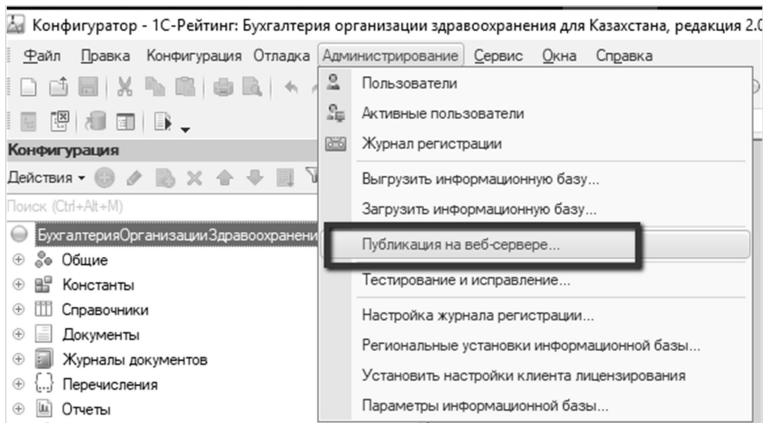 Конфигуратор - 1С-Рейтинг: Бухгалтерия организации здравоохранения для Казахстана, редакция 2.0
Файл Правка Конфигурация Отладка Администрирование Сервис Окна Справка
Пользователи
Активные пользователи
Журнал регистрации
Конфигурация
Действия
Выгрузить информационную базу...
Поиск (Ctrl+Alt+M)
Загрузить информационную базу...
БухгалтерияОрганизацииЗдравоохранени
Публикация на веб-сервере...
Общие
Тестирование и исправление...
Константы
Справочники
Настройка журнала регистрации...
Документы
Региональные установки информационной базы...
Журналы документов
Установить настройки клиента лицензирования
Перечисления
Параметры информационной базы...
Отчеты